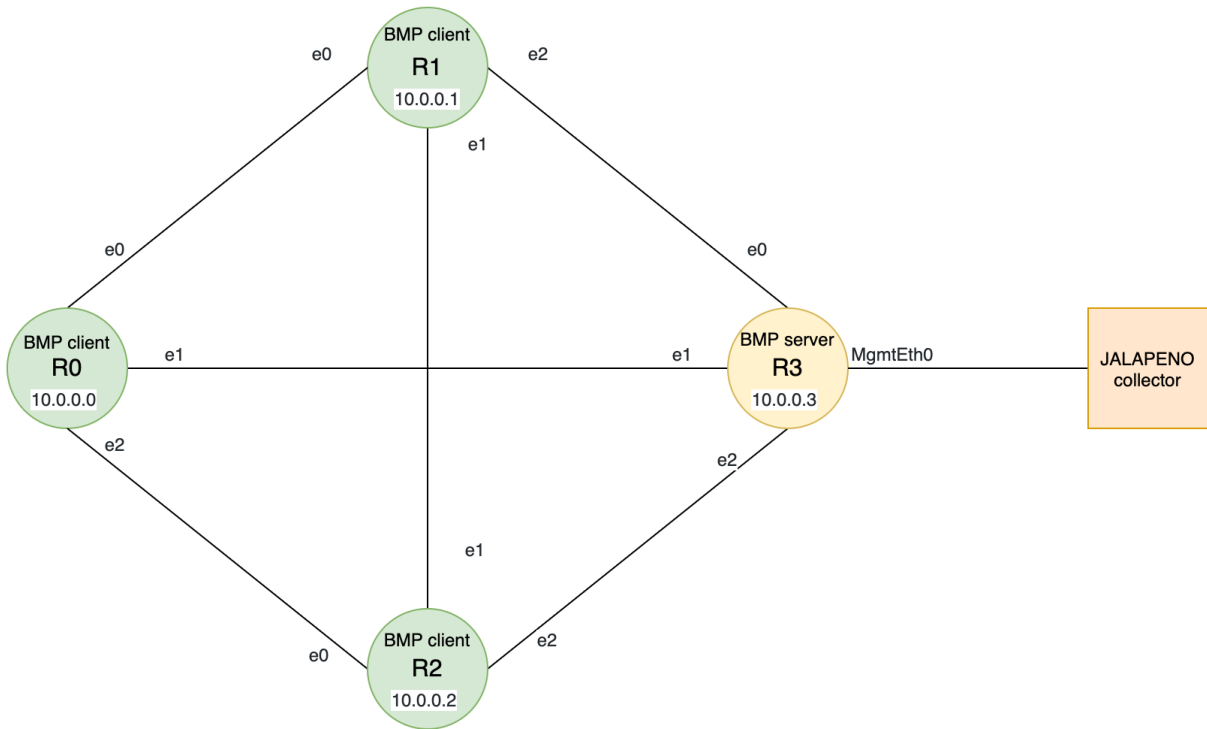 BMP client
R1
10.0.0.1
e0
e2
e1
e0
e0
BMP client
R0
10.0.0.0
e1
e1
BMP server
R3
10.0.0.3
MgmtEth0
JALAPENO
collector
e2
e2
e1
e0
e2
BMP client
R2
10.0.0.2